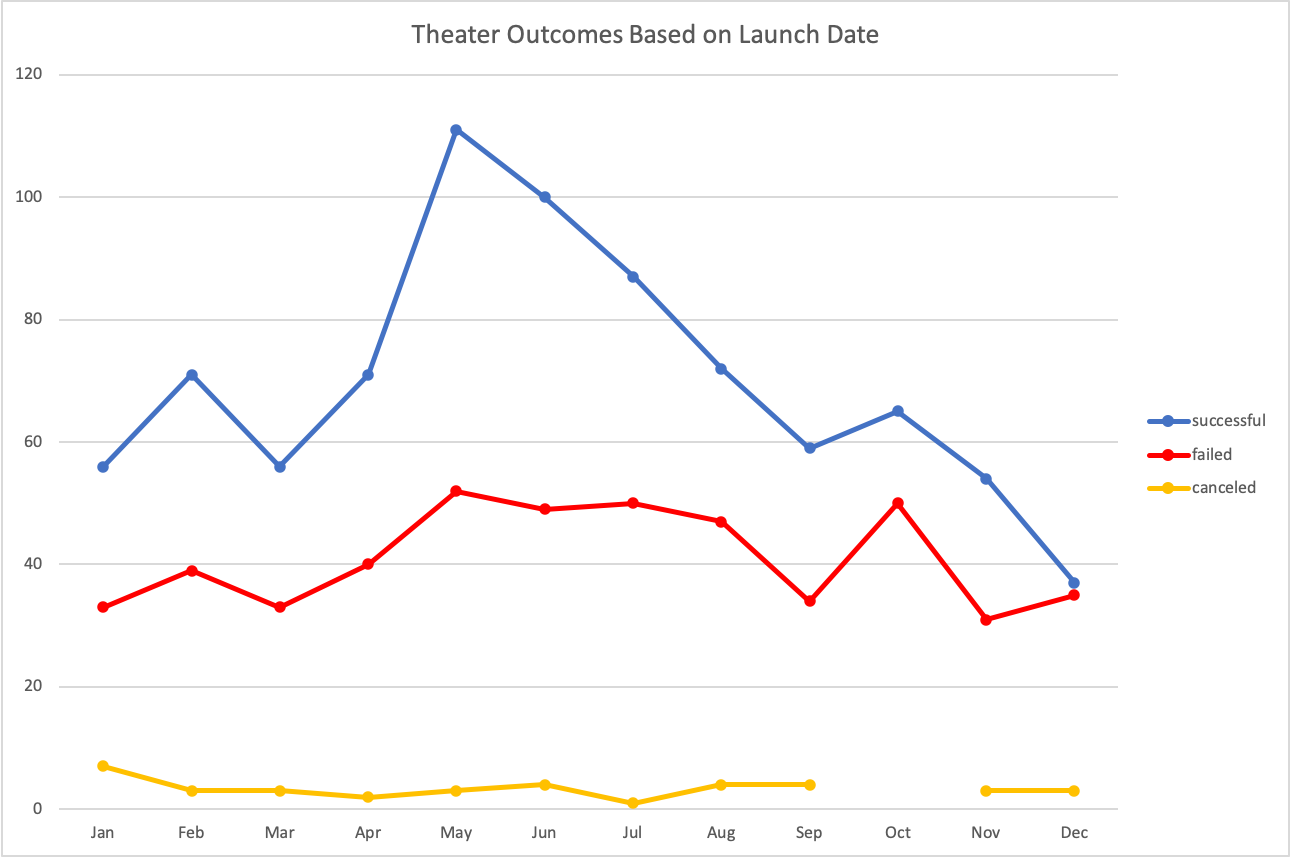 Theater Outcomes Based on Launch Date
120
100
80
60
40
20
0
Jan Feb Mar Apr May Jun Jul Aug Sep Oct Nov Dec
successful
failed
canceled